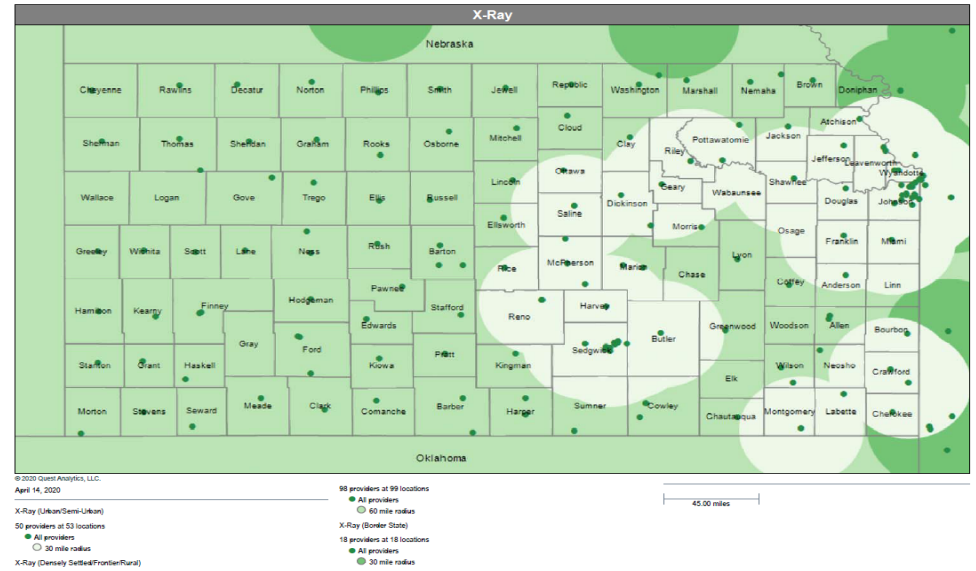 X-Ray
Nebraska
Cheyenne Rawlins Decatur Norton Phillips Smith Jewell Republic Washington Marshall Nemaha Brown Doniphan
Sherman Thomas Sheridan Graham Rooks Osborne Mitchell Cloud Clay Riley Pottawatomie Jackson Atchison
Jefferson Leavenworth
Wyandotte
Wallace Logan Gove Trego Ellis Russell Lincoln Ottawa Geary Wabaunsee Shawnee Douglas Johnson
Ellsworth Saline Dickinson Morris Osage
Greeley Wichita Scott Lane Ness Rush Barton Rice McPherson Marion Chase Lyon Franklin Miami
Hamilton Kearny Finney Hodgeman Pawnee Stafford Coffey Anderson Linn
Edwards Reno Harvey
Gray Ford Greenwood Woodson Allen Bourbon
Stanton Grant Haskell Kiowa Pratt Kingman Sedgwick Butler Elk Wilson Neosho Crawford
Morton Stevens Seward Meade Clark Comanche Barber Harper Sumner Cowley Chautauqua Montgomery Labette Cherokee
Oklahoma
© 2020 Quest Analytics, LLC.
April 14, 2020
X-Ray (Urban/Semi-Urban)
50 providers at 53 locations
All providers
30 mile radius
X-Ray (Densely Settled/Frontier/Rural)
98 providers at 99 locations
All providers
60 mile radius
X-Ray (Border State)
18 providers at 18 locations
All providers
30 mile radius
45.00 miles